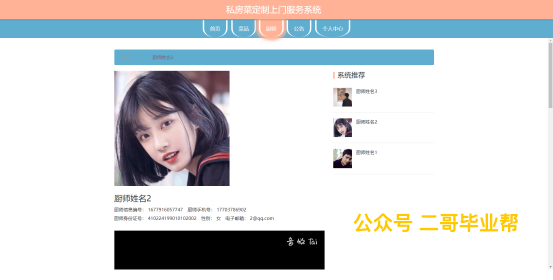 私房菜定制上门服务系统
首页
菜品
厨师
公告
个人中心
厨师姓名2
系统推荐
厨师姓名3
厨师姓名2
厨师姓名1
厨师姓名2
厨师信息编号: 1677916057747 厨师手机号: 17703786902
厨师身份证号: 410224199010102002 性别: 女 电子邮箱: 2@qq.com
公众号 二哥毕业帮